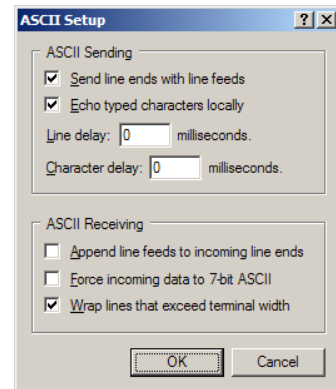 ASCII Setup
ASCII Sending
Send line ends with line feeds
Echo typed characters locally
Line delay: 0 milliseconds.
Character delay: 0 milliseconds.
ASCII Receiving
Append line feeds to incoming line ends
Force incoming data to 7-bit ASCII
Wrap lines that exceed terminal width
OK Cancel